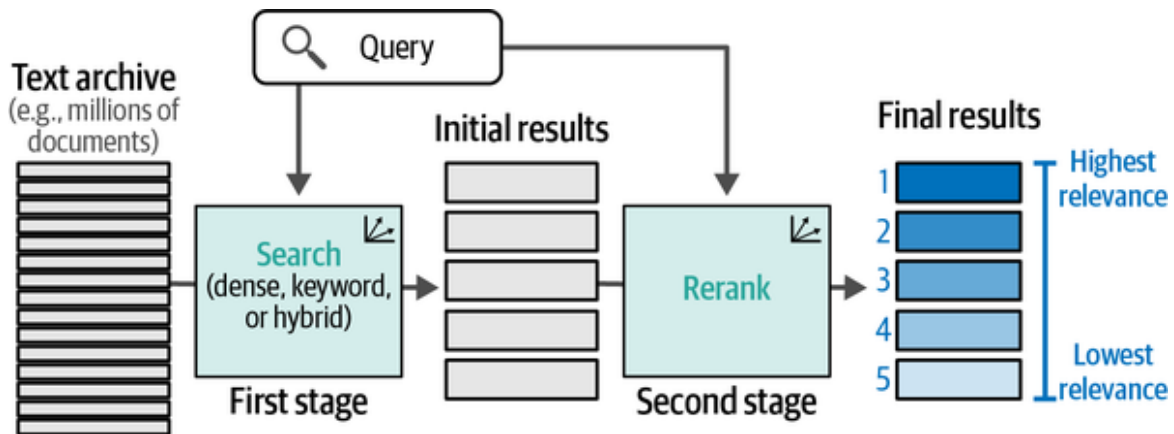 Query
Text archive
(e.g., millions of
documents)
Initial results
Final results
Search
(dense, keyword,
or hybrid)
First stage
Rerank
Second stage
1
2
3
4
5
Highest
relevance
Lowest
relevance